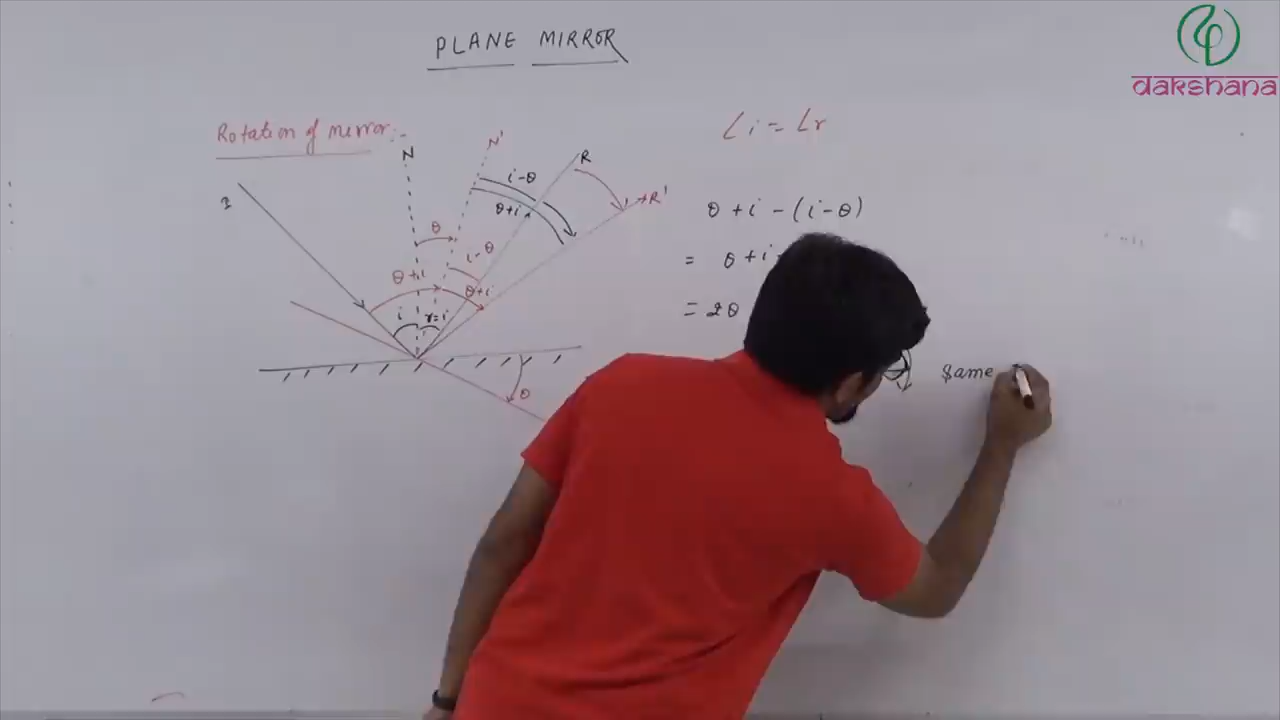 PLANE MIRROR
dakshana
Rotation of mirror:-
∠i = ∠r
N
N'
i-θ
R
θ+i
R'
θ + i - (i-θ)
θ
i-θ
= θ + i
θ+i
θ+i
= 2θ
i
r=i
θ
same